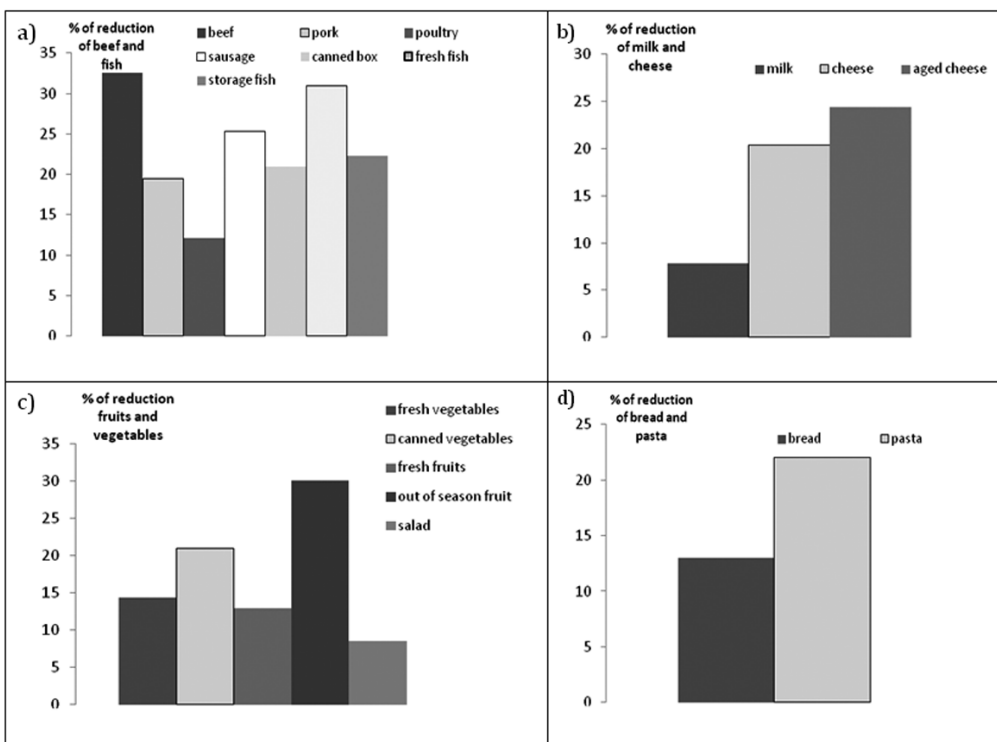 a)
% of reduction
of beef and
fish
beef pork poultry
sausage canned box fresh fish
storage fish
35
30
25
20
15
10
5
0
b)
% of reduction
of milk and
cheese
milk cheese aged cheese
30
25
20
15
10
5
0
c)
% of reduction
fruits and
vegetables
fresh vegetables
canned vegetables
fresh fruits
out of season fruit
salad
35
30
25
20
15
10
5
0
d)
% of reduction
of bread and
pasta
bread pasta
25
20
15
10
5
0